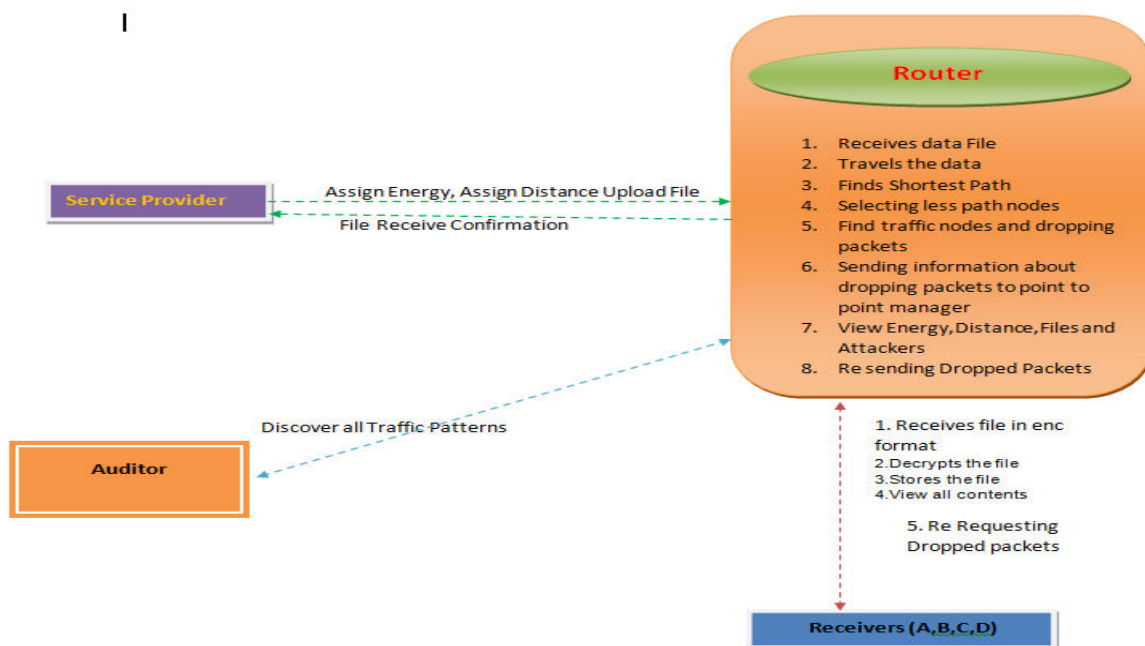 I
Router
1. Receives data File
2. Travels the data
3. Finds Shortest Path
4. Selecting less path nodes
5. Find traffic nodes and dropping
packets
6. Sending information about
dropping packets to point to
point manager
7. View Energy,Distance,Files and
Attackers
8. Re sending Dropped Packets
Service Provider
Assign Energy, Assign Distance Upload File
File Receive Confirmation
Discover all Traffic Patterns
Auditor
1. Receives file in enc
format
2.Decrypts the file
3.Stores the file
4.View all contents
5. Re Requesting
Dropped packets
Receivers (A,B,C,D)